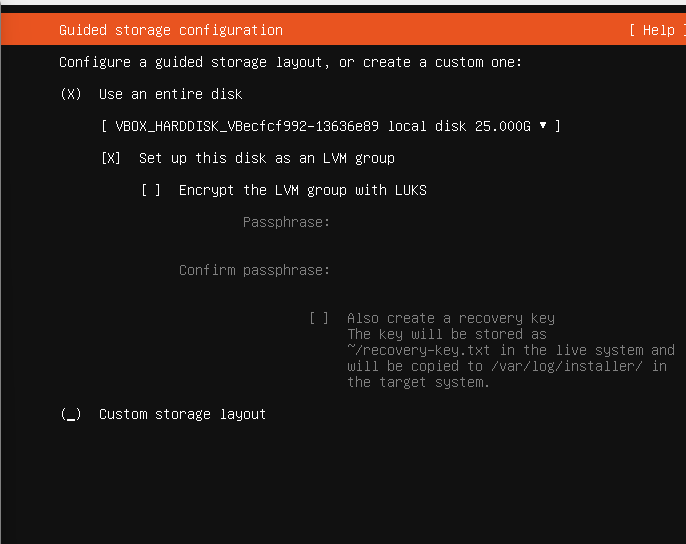 Guided storage configuration [ Help ]
Configure a guided storage layout, or create a custom one:
(X) Use an entire disk
[ VBOX_HARDDISK_VBecfcf992-13636e89 local disk 25.000G ▾ ]
[X] Set up this disk as an LVM group
[ ] Encrypt the LVM group with LUKS
Passphrase:
Confirm passphrase:
[ ] Also create a recovery key
The key will be stored as
~/recovery-key.txt in the live system and
will be copied to /var/log/installer/ in
the target system.
(_) Custom storage layout